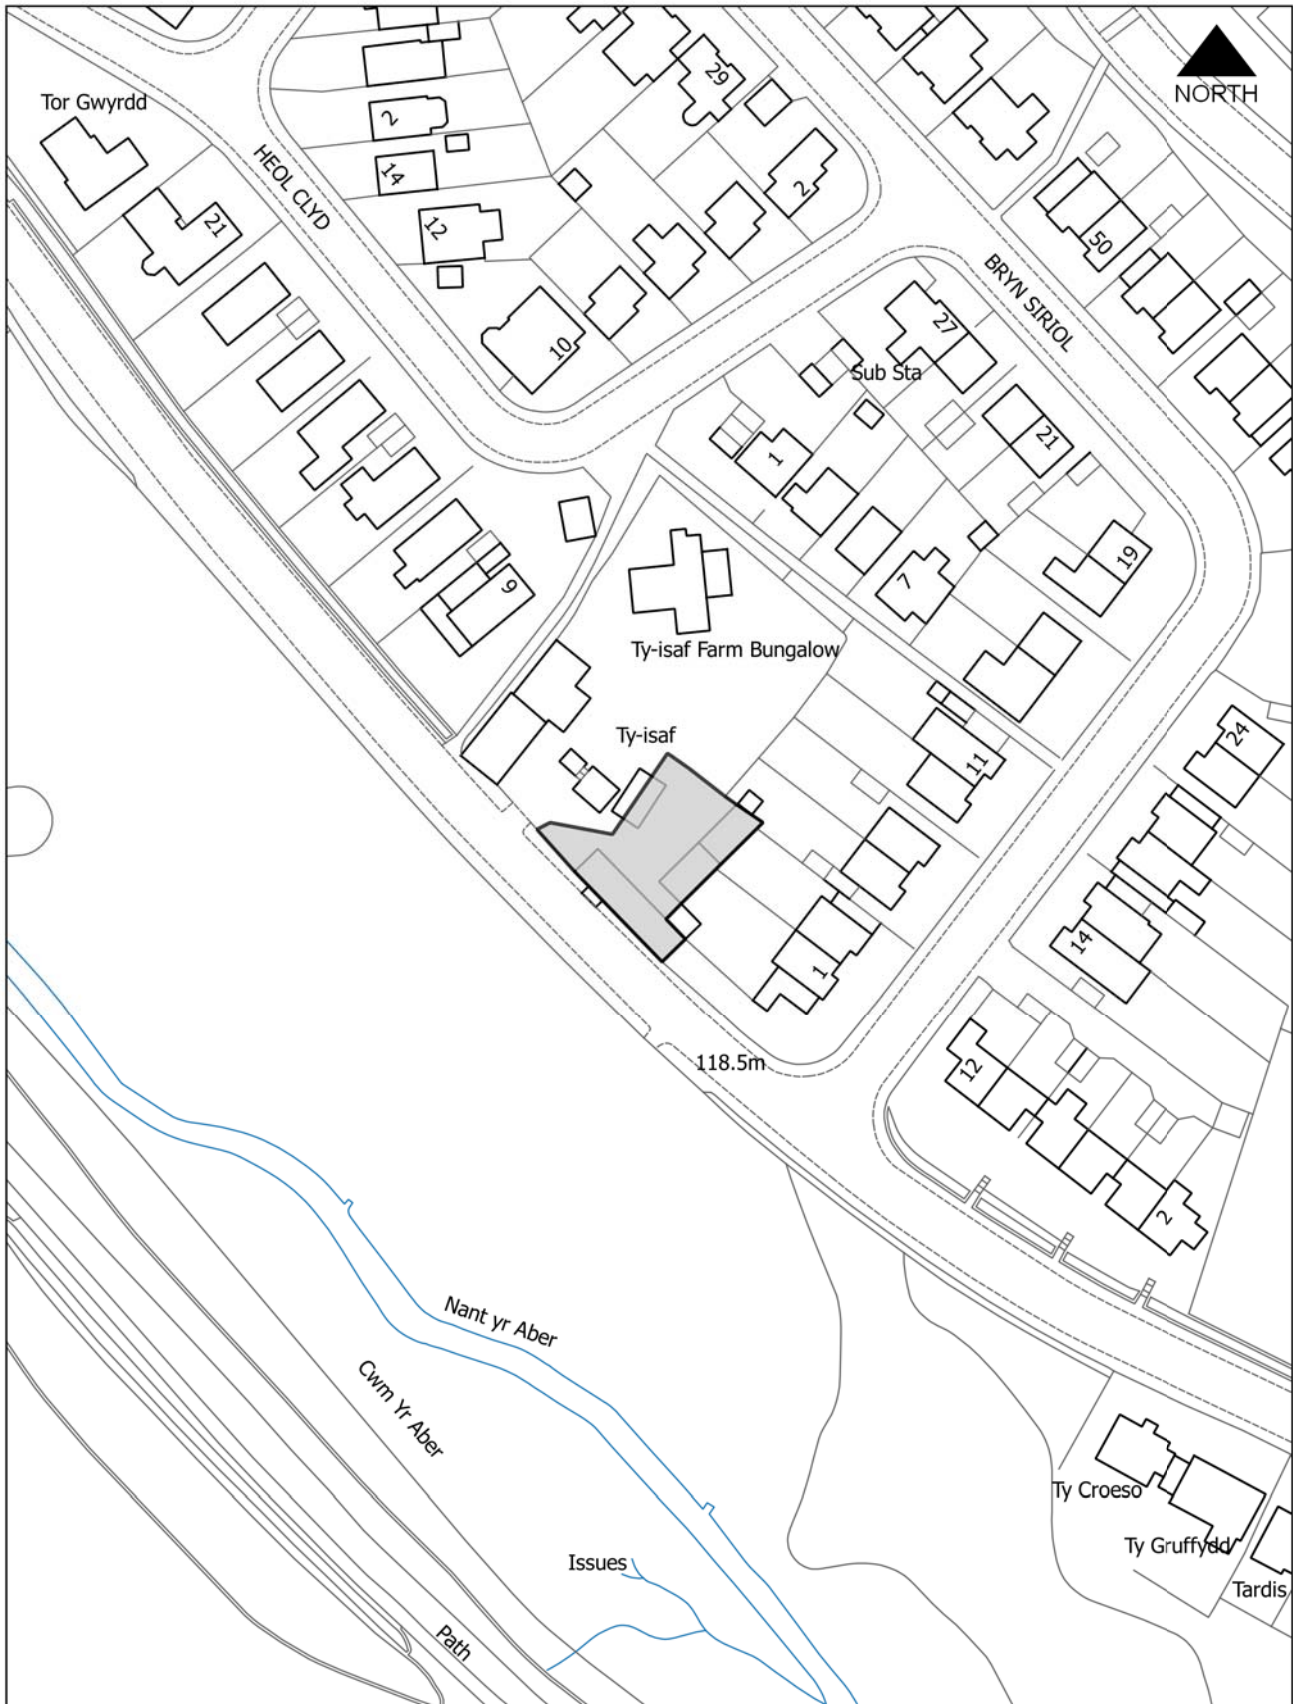 NORTH
Tor Gwyrdd
29
2
HEOL CLYD
14
2
12
21
50
BRYN SIRIOL
27
10
Sub Sta
21
1
19
7
9
Ty-isaf Farm Bungalow
Ty-isaf
24
11
14
1
118.5m
12
2
Nant yr Aber
Cwm Yr Aber
Ty Croeso
Ty Gruffydd
Issues
Tardis
Path